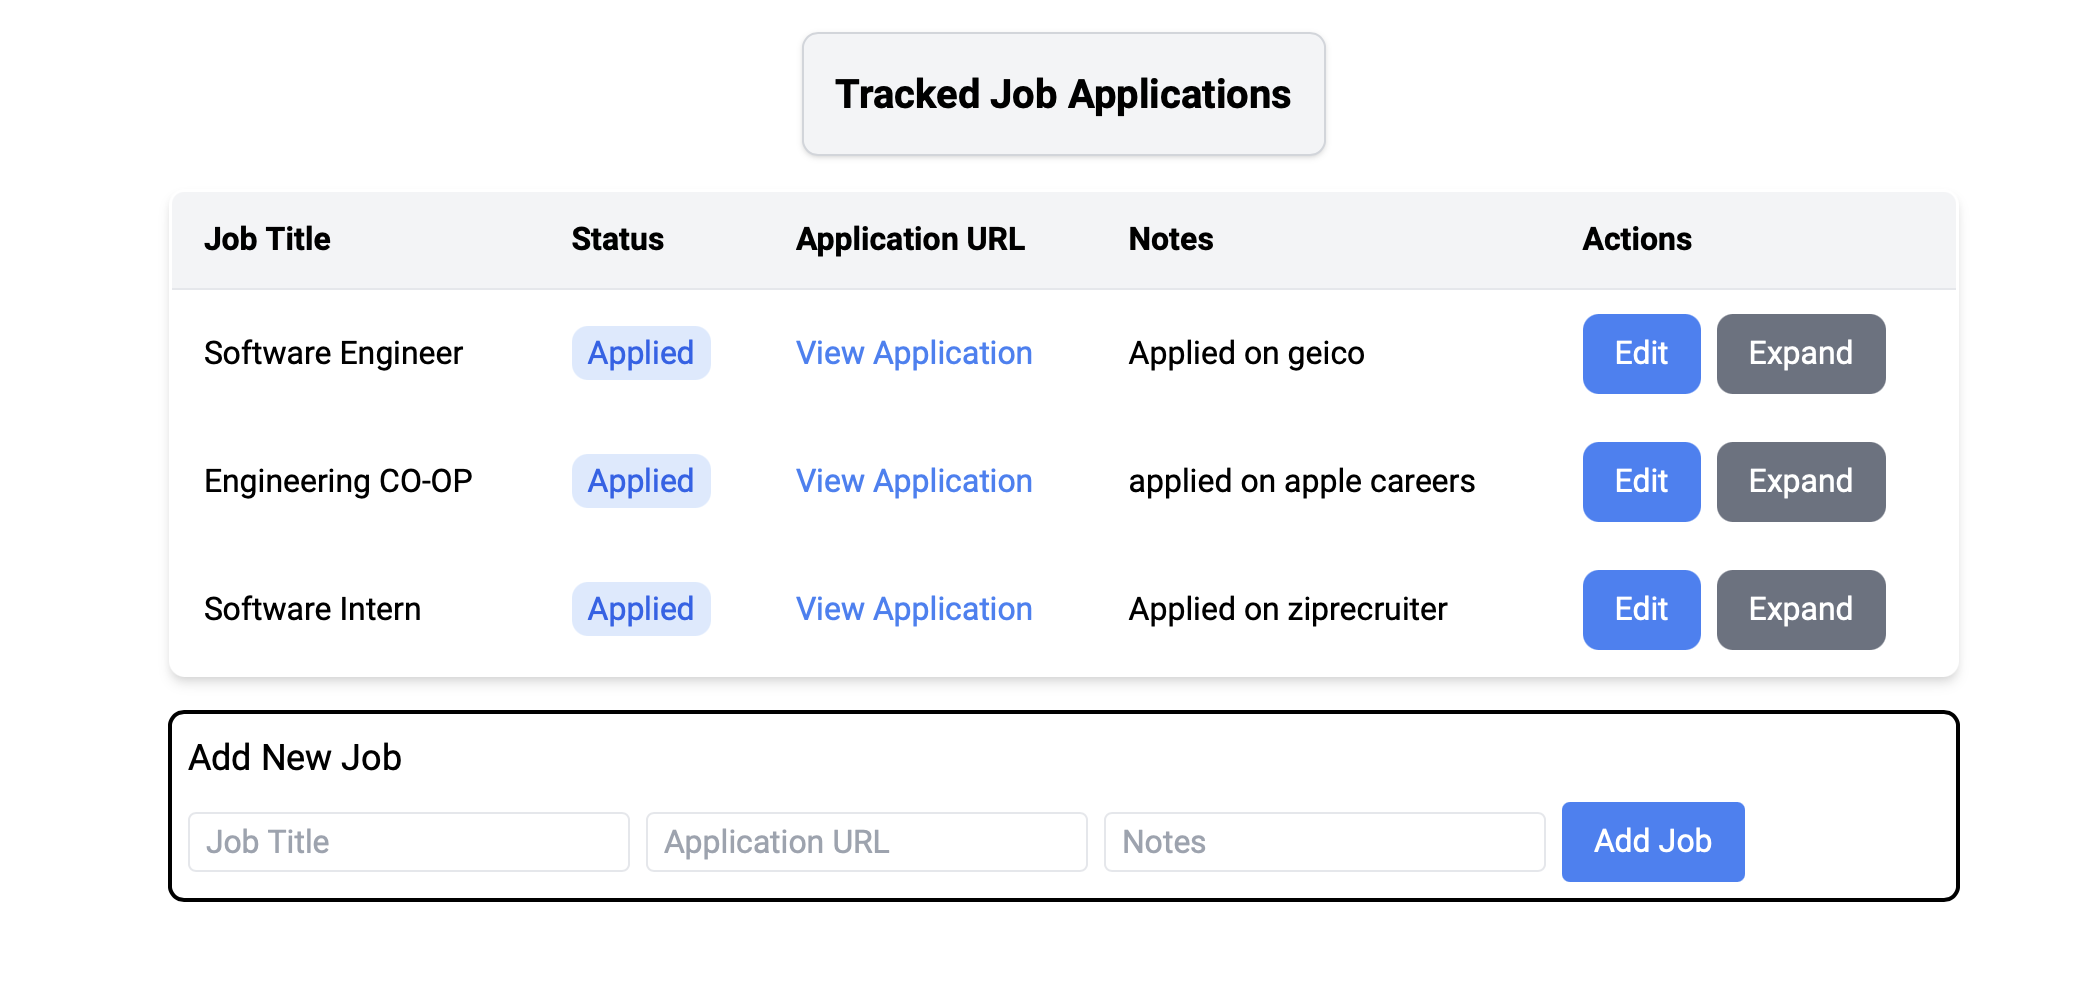 Tracked Job Applications
Job Title Status Application URL Notes Actions
Software Engineer Applied View Application Applied on geico Edit Expand
Engineering CO-OP Applied View Application applied on apple careers Edit Expand
Software Intern Applied View Application Applied on ziprecruiter Edit Expand
Add New Job
Job Title Application URL Notes Add Job